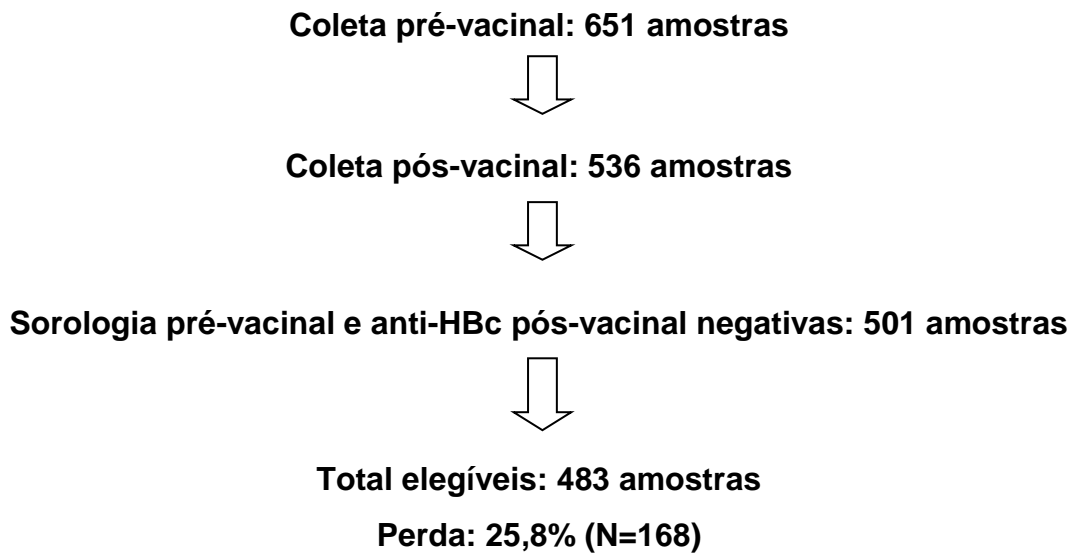 Coleta pré-vacinal: 651 amostras
Coleta pós-vacinal: 536 amostras
Sorologia pré-vacinal e anti-HBc pós-vacinal negativas: 501 amostras
Total elegíveis: 483 amostras
Perda: 25,8% (N=168)